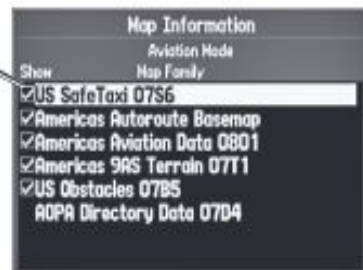 Map Information
Aviation Mode
Show Map Family
US SafeTaxi 07S6
Americas Autoroute Basemap
Americas Aviation Data 0801
Americas 9AS Terrain 07T1
US Obstacles 07B5
AOPA Directory Data 07D4